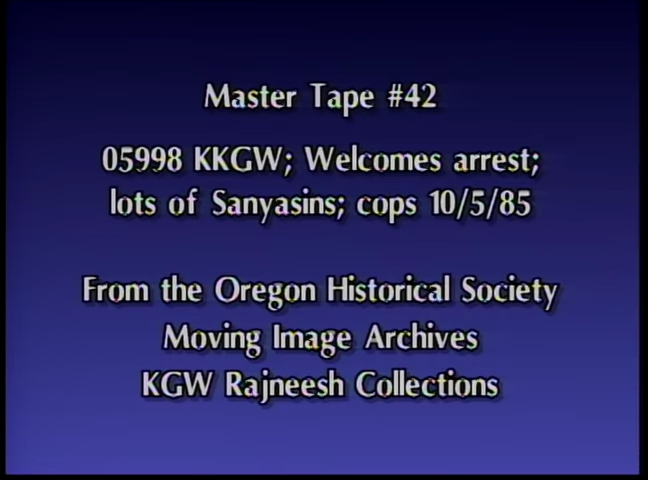 Master Tape #42
05998 KKGW; Welcomes arrest;
lots of Sanyasins; cops 10/5/85
From the Oregon Historical Society
Moving Image Archives
KGW Rajneesh Collections